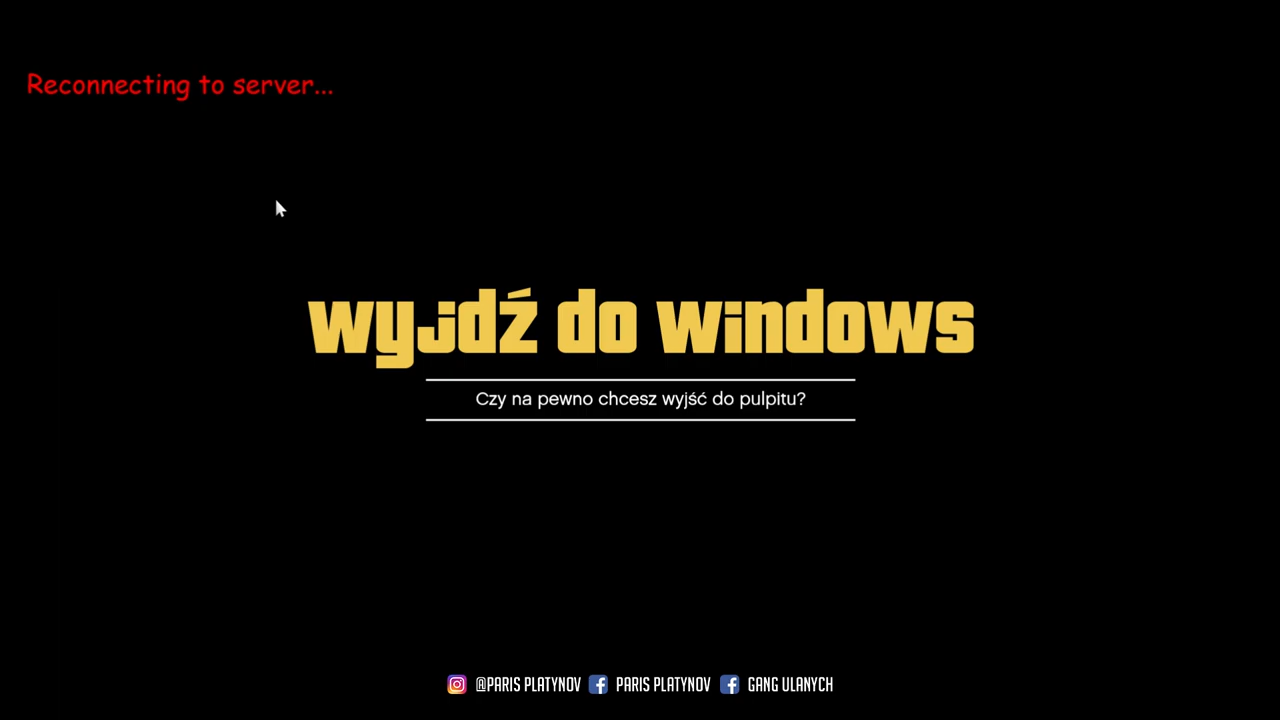 Reconnecting to server...
wyjdź do windows
Czy na pewno chcesz wyjść do pulpitu?
@PARIS PLATYNOV PARIS PLATYNOV GANG ULANYCH